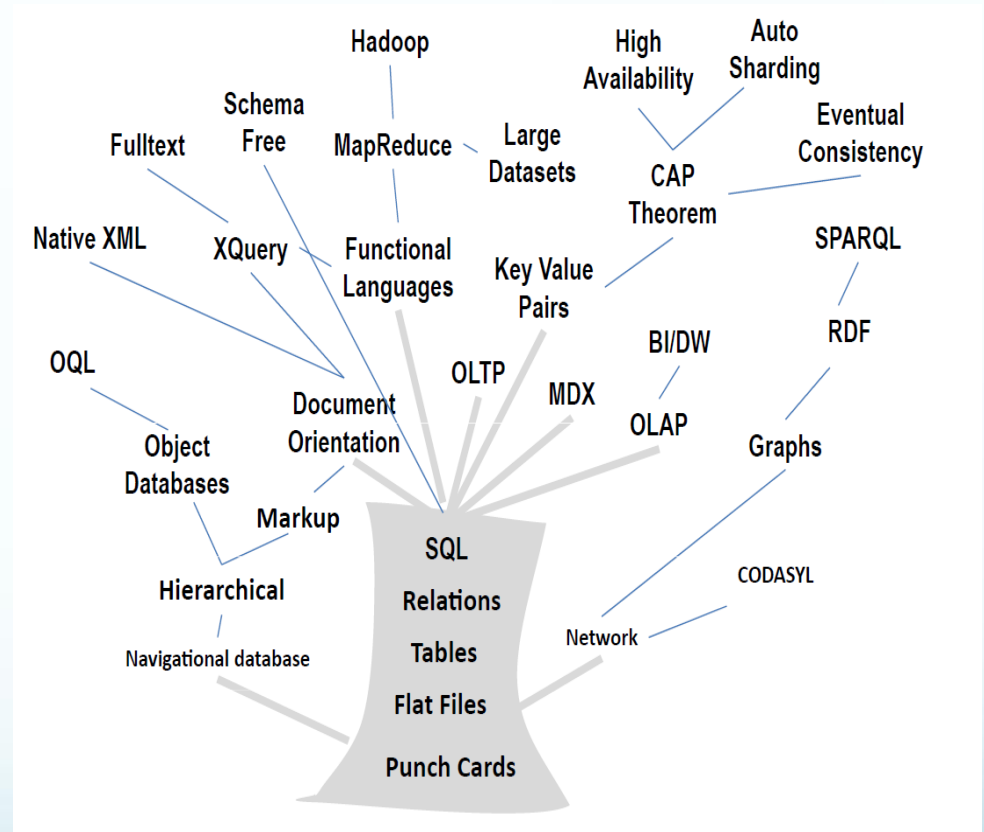 Hadoop
High
Availability
Auto
Sharding
Schema
Free
Fulltext
MapReduce
Large
Datasets
Eventual
Consistency
CAP
Theorem
Native XML
XQuery
Functional
Languages
Key Value
Pairs
SPARQL
RDF
BI/DW
OQL
OLTP
MDX
Document
Orientation
OLAP
Object
Databases
Graphs
Markup
SQL
Hierarchical
Relations
CODASYL
Navigational database
Tables
Network
Flat Files
Punch Cards